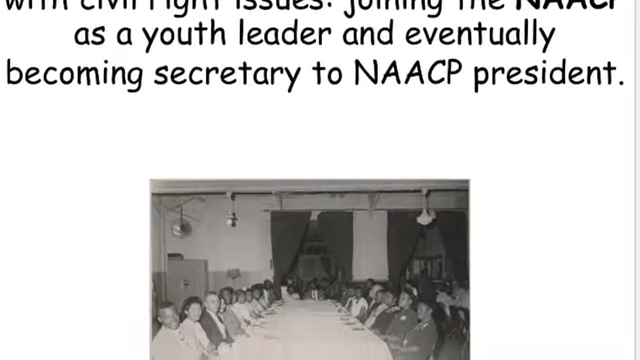 with civil right issues: joining the NAACP
as a youth leader and eventually
becoming secretary to NAACP president.